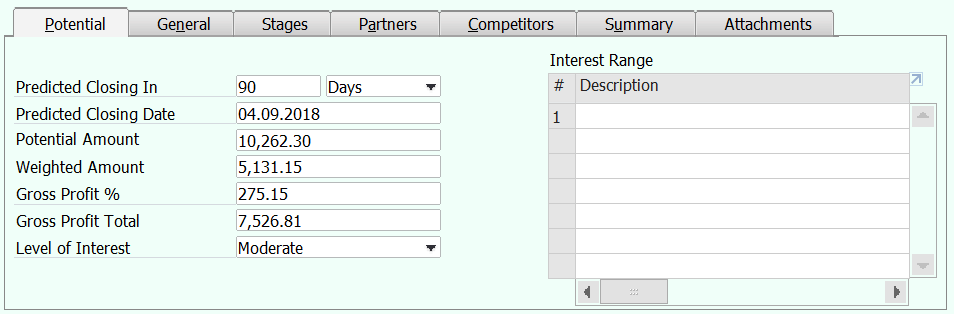 Potential General Stages Partners Competitors Summary Attachments
Interest Range
# Description
Predicted Closing In 90 Days
Predicted Closing Date 04.09.2018
1
Potential Amount 10,262.30
Weighted Amount 5,131.15
Gross Profit % 275.15
Gross Profit Total 7,526.81
Level of Interest Moderate